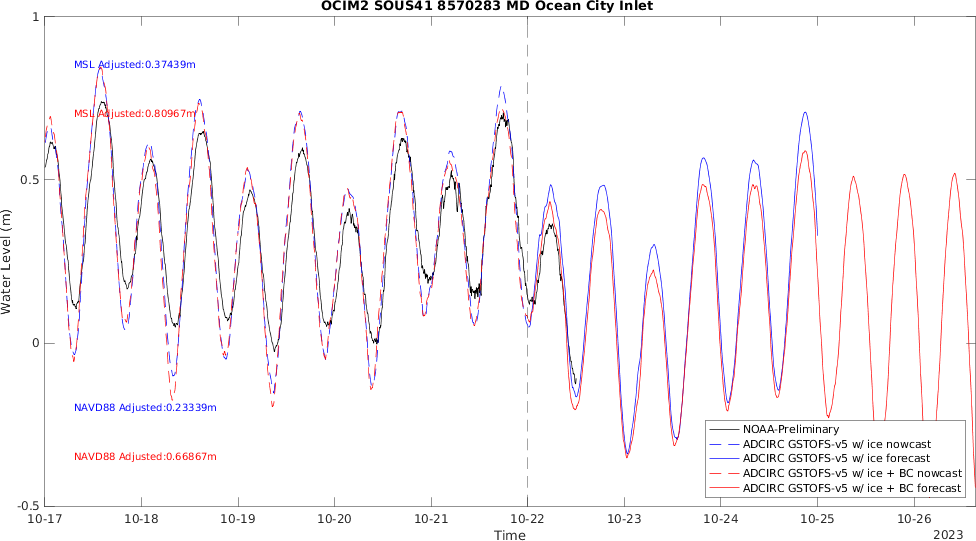 OCIM2 SOUS41 8570283 MD Ocean City Inlet
1
MSL Adjusted:0.37439m
MSL Adjusted:0.80967m
0.5
Water Level (m)
0
NAVD88 Adjusted:0.23339m
NAVD88 Adjusted:0.66867m
NOAA-Preliminary
ADCIRC GSTOFS-v5 w/ ice nowcast
ADCIRC GSTOFS-v5 w/ ice forecast
ADCIRC GSTOFS-v5 w/ice + BC nowcast
ADCIRC GSTOFS-v5 w/ice + BC forecast
-0.5
10-17 10-18 10-19 10-20 10-21 10-22 10-23 10-24 10-25 10-26
Time
2023